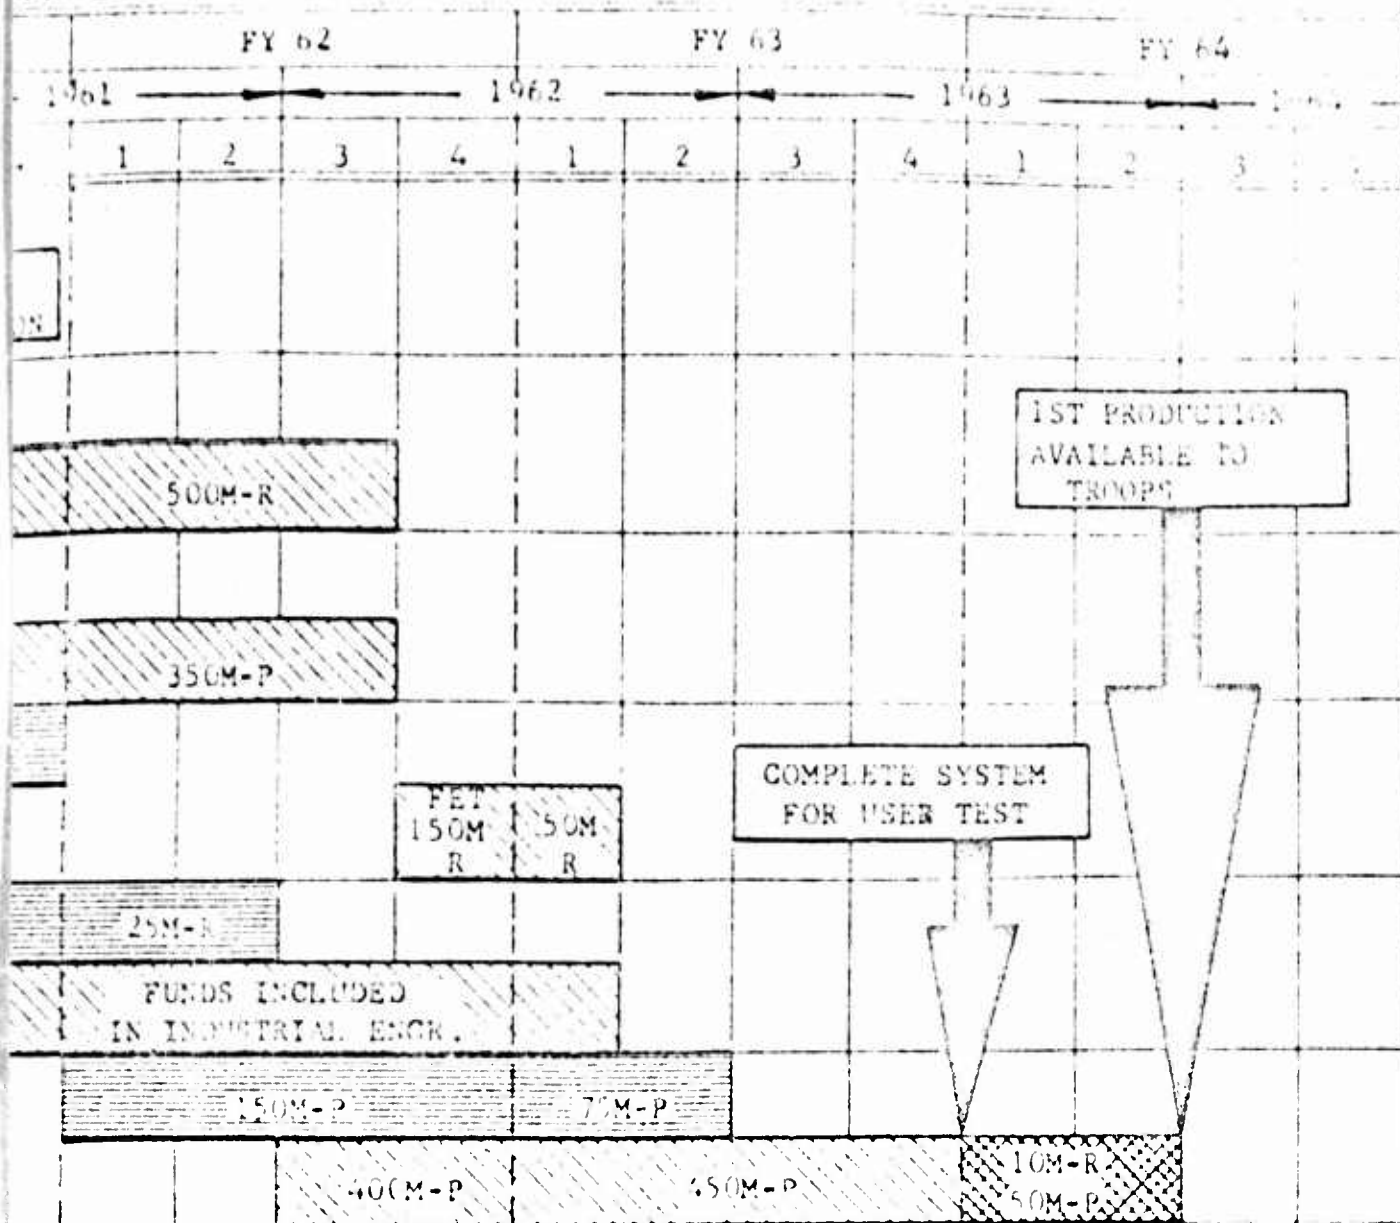 FY 62 FY 63 FY 64
1961 1962 1963
1 2 3 4 1 2 3 4 1 2 3
ON
1ST PRODUCTION
AVAILABLE TO
TROOPS
500M-R
350M-P
COMPLETE SYSTEM
FOR USER TEST
FET
150M
R
50M
R
25M-R
FUNDS INCLUDED
IN INDUSTRIAL ENGR.
150M-P 75M-P
400M-P 450M-P
10M-R
50M-P